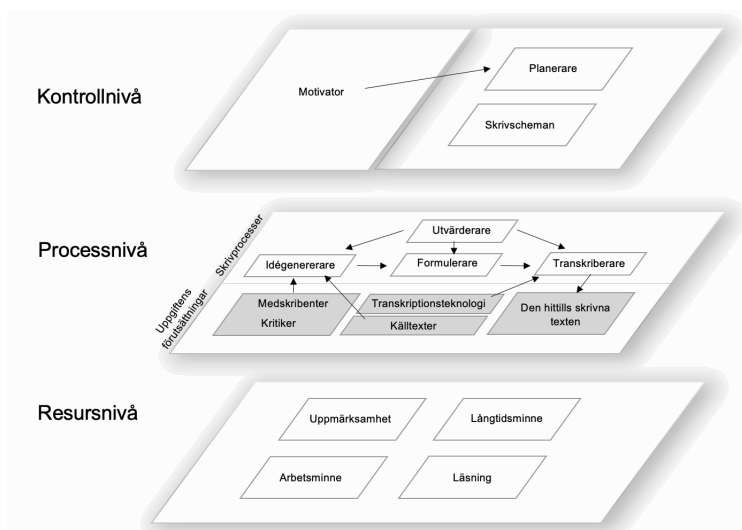 Kontrollnivå
Motivator
Planerare
Skrivscheman
Processnivå
Skrivprocesser
Utvärderare
Idégenererare
Formulerare
Transkriberare
Uppgiftens
förutsättningar
Medskribenter
Kritiker
Transkriptionsteknologi
Källtexter
Den hittills skrivna
texten
Resursnivå
Uppmärksamhet
Långtidsminne
Arbetsminne
Läsning